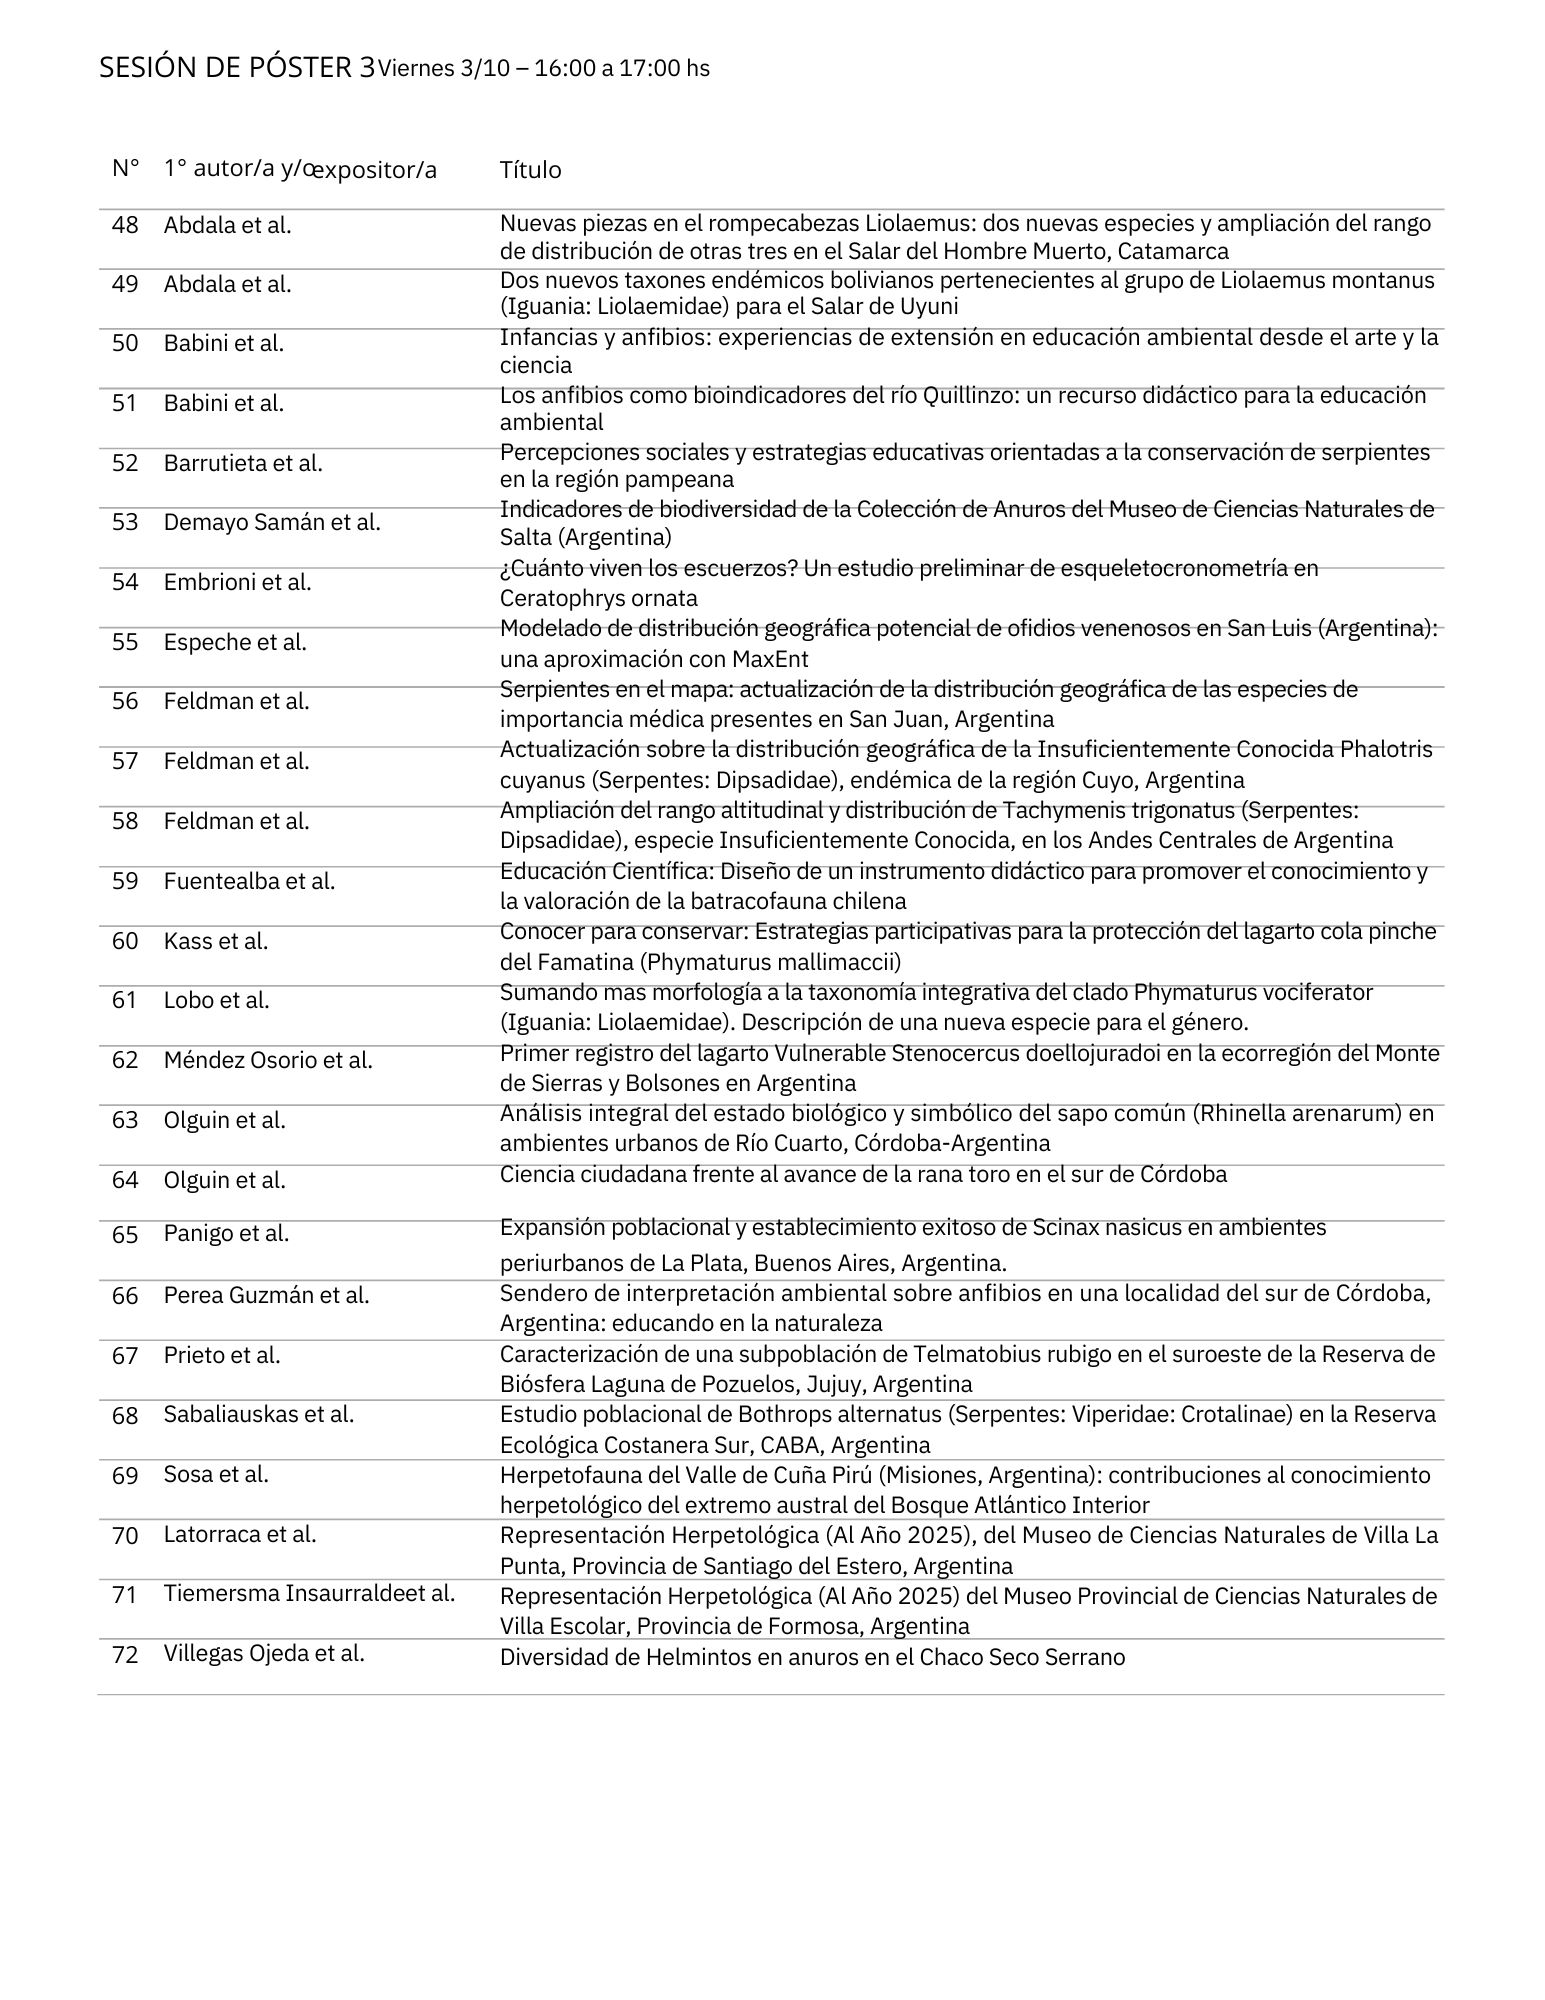 SESIÓN DE PÓSTER 3 Viernes 3/10 – 16:00 a 17:00 hs
N° 1° autor/a y/o expositor/a Título
48 Abdala et al. Nuevas piezas en el rompecabezas Liolaemus: dos nuevas especies y ampliación del rango
de distribución de otras tres en el Salar del Hombre Muerto, Catamarca
49 Abdala et al. Dos nuevos taxones endémicos bolivianos pertenecientes al grupo de Liolaemus montanus
(Iguania: Liolaemidae) para el Salar de Uyuni
50 Babini et al. Infancias y anfibios: experiencias de extensión en educación ambiental desde el arte y la
ciencia
51 Babini et al. Los anfibios como bioindicadores del río Quillinzo: un recurso didáctico para la educación
ambiental
52 Barrutieta et al. Percepciones sociales y estrategias educativas orientadas a la conservación de serpientes
en la región pampeana
53 Demayo Samán et al. Indicadores de biodiversidad de la Colección de Anuros del Museo de Ciencias Naturales de
Salta (Argentina)
54 Embrioni et al. ¿Cuánto viven los escuerzos? Un estudio preliminar de esqueletocronometría en
Ceratophrys ornata
55 Espeche et al. Modelado de distribución geográfica potencial de ofidios venenosos en San Luis (Argentina):
una aproximación con MaxEnt
56 Feldman et al. Serpientes en el mapa: actualización de la distribución geográfica de las especies de
importancia médica presentes en San Juan, Argentina
57 Feldman et al. Actualización sobre la distribución geográfica de la Insuficientemente Conocida Phalotris
cuyanus (Serpentes: Dipsadidae), endémica de la región Cuyo, Argentina
58 Feldman et al. Ampliación del rango altitudinal y distribución de Tachymenis trigonatus (Serpentes:
Dipsadidae), especie Insuficientemente Conocida, en los Andes Centrales de Argentina
59 Fuentealba et al. Educación Científica: Diseño de un instrumento didáctico para promover el conocimiento y
la valoración de la batracofauna chilena
60 Kass et al. Conocer para conservar: Estrategias participativas para la protección del lagarto cola pinche
del Famatina (Phymaturus mallimaccii)
61 Lobo et al. Sumando mas morfología a la taxonomía integrativa del clado Phymaturus vociferator
(Iguania: Liolaemidae). Descripción de una nueva especie para el género.
62 Méndez Osorio et al. Primer registro del lagarto Vulnerable Stenocercus doellojuradoi en la ecorregión del Monte
de Sierras y Bolsones en Argentina
63 Olguin et al. Análisis integral del estado biológico y simbólico del sapo común (Rhinella arenarum) en
ambientes urbanos de Río Cuarto, Córdoba-Argentina
64 Olguin et al. Ciencia ciudadana frente al avance de la rana toro en el sur de Córdoba
65 Panigo et al. Expansión poblacional y establecimiento exitoso de Scinax nasicus en ambientes
periurbanos de La Plata, Buenos Aires, Argentina.
66 Perea Guzmán et al. Sendero de interpretación ambiental sobre anfibios en una localidad del sur de Córdoba,
Argentina: educando en la naturaleza
67 Prieto et al. Caracterización de una subpoblación de Telmatobius rubigo en el suroeste de la Reserva de
Biósfera Laguna de Pozuelos, Jujuy, Argentina
68 Sabaliauskas et al. Estudio poblacional de Bothrops alternatus (Serpentes: Viperidae: Crotalinae) en la Reserva
Ecológica Costanera Sur, CABA, Argentina
69 Sosa et al. Herpetofauna del Valle de Cuña Pirú (Misiones, Argentina): contribuciones al conocimiento
herpetológico del extremo austral del Bosque Atlántico Interior
70 Latorraca et al. Representación Herpetológica (Al Año 2025), del Museo de Ciencias Naturales de Villa La
Punta, Provincia de Santiago del Estero, Argentina
71 Tiemersma Insaurraldeet al. Representación Herpetológica (Al Año 2025) del Museo Provincial de Ciencias Naturales de
Villa Escolar, Provincia de Formosa, Argentina
72 Villegas Ojeda et al. Diversidad de Helmintos en anuros en el Chaco Seco Serrano